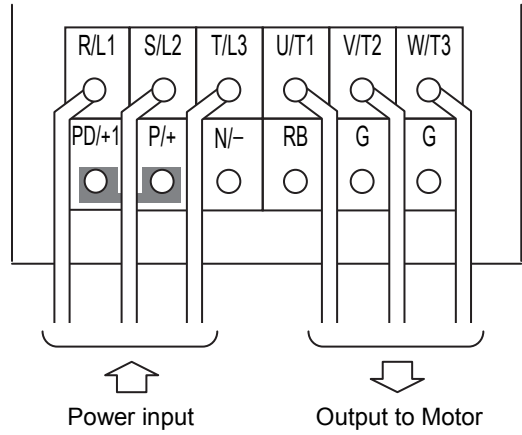 R/L1 S/L2 T/L3 U/T1 V/T2 W/T3
PD/+1 P/+ N/– RB G G
Power input Output to Motor